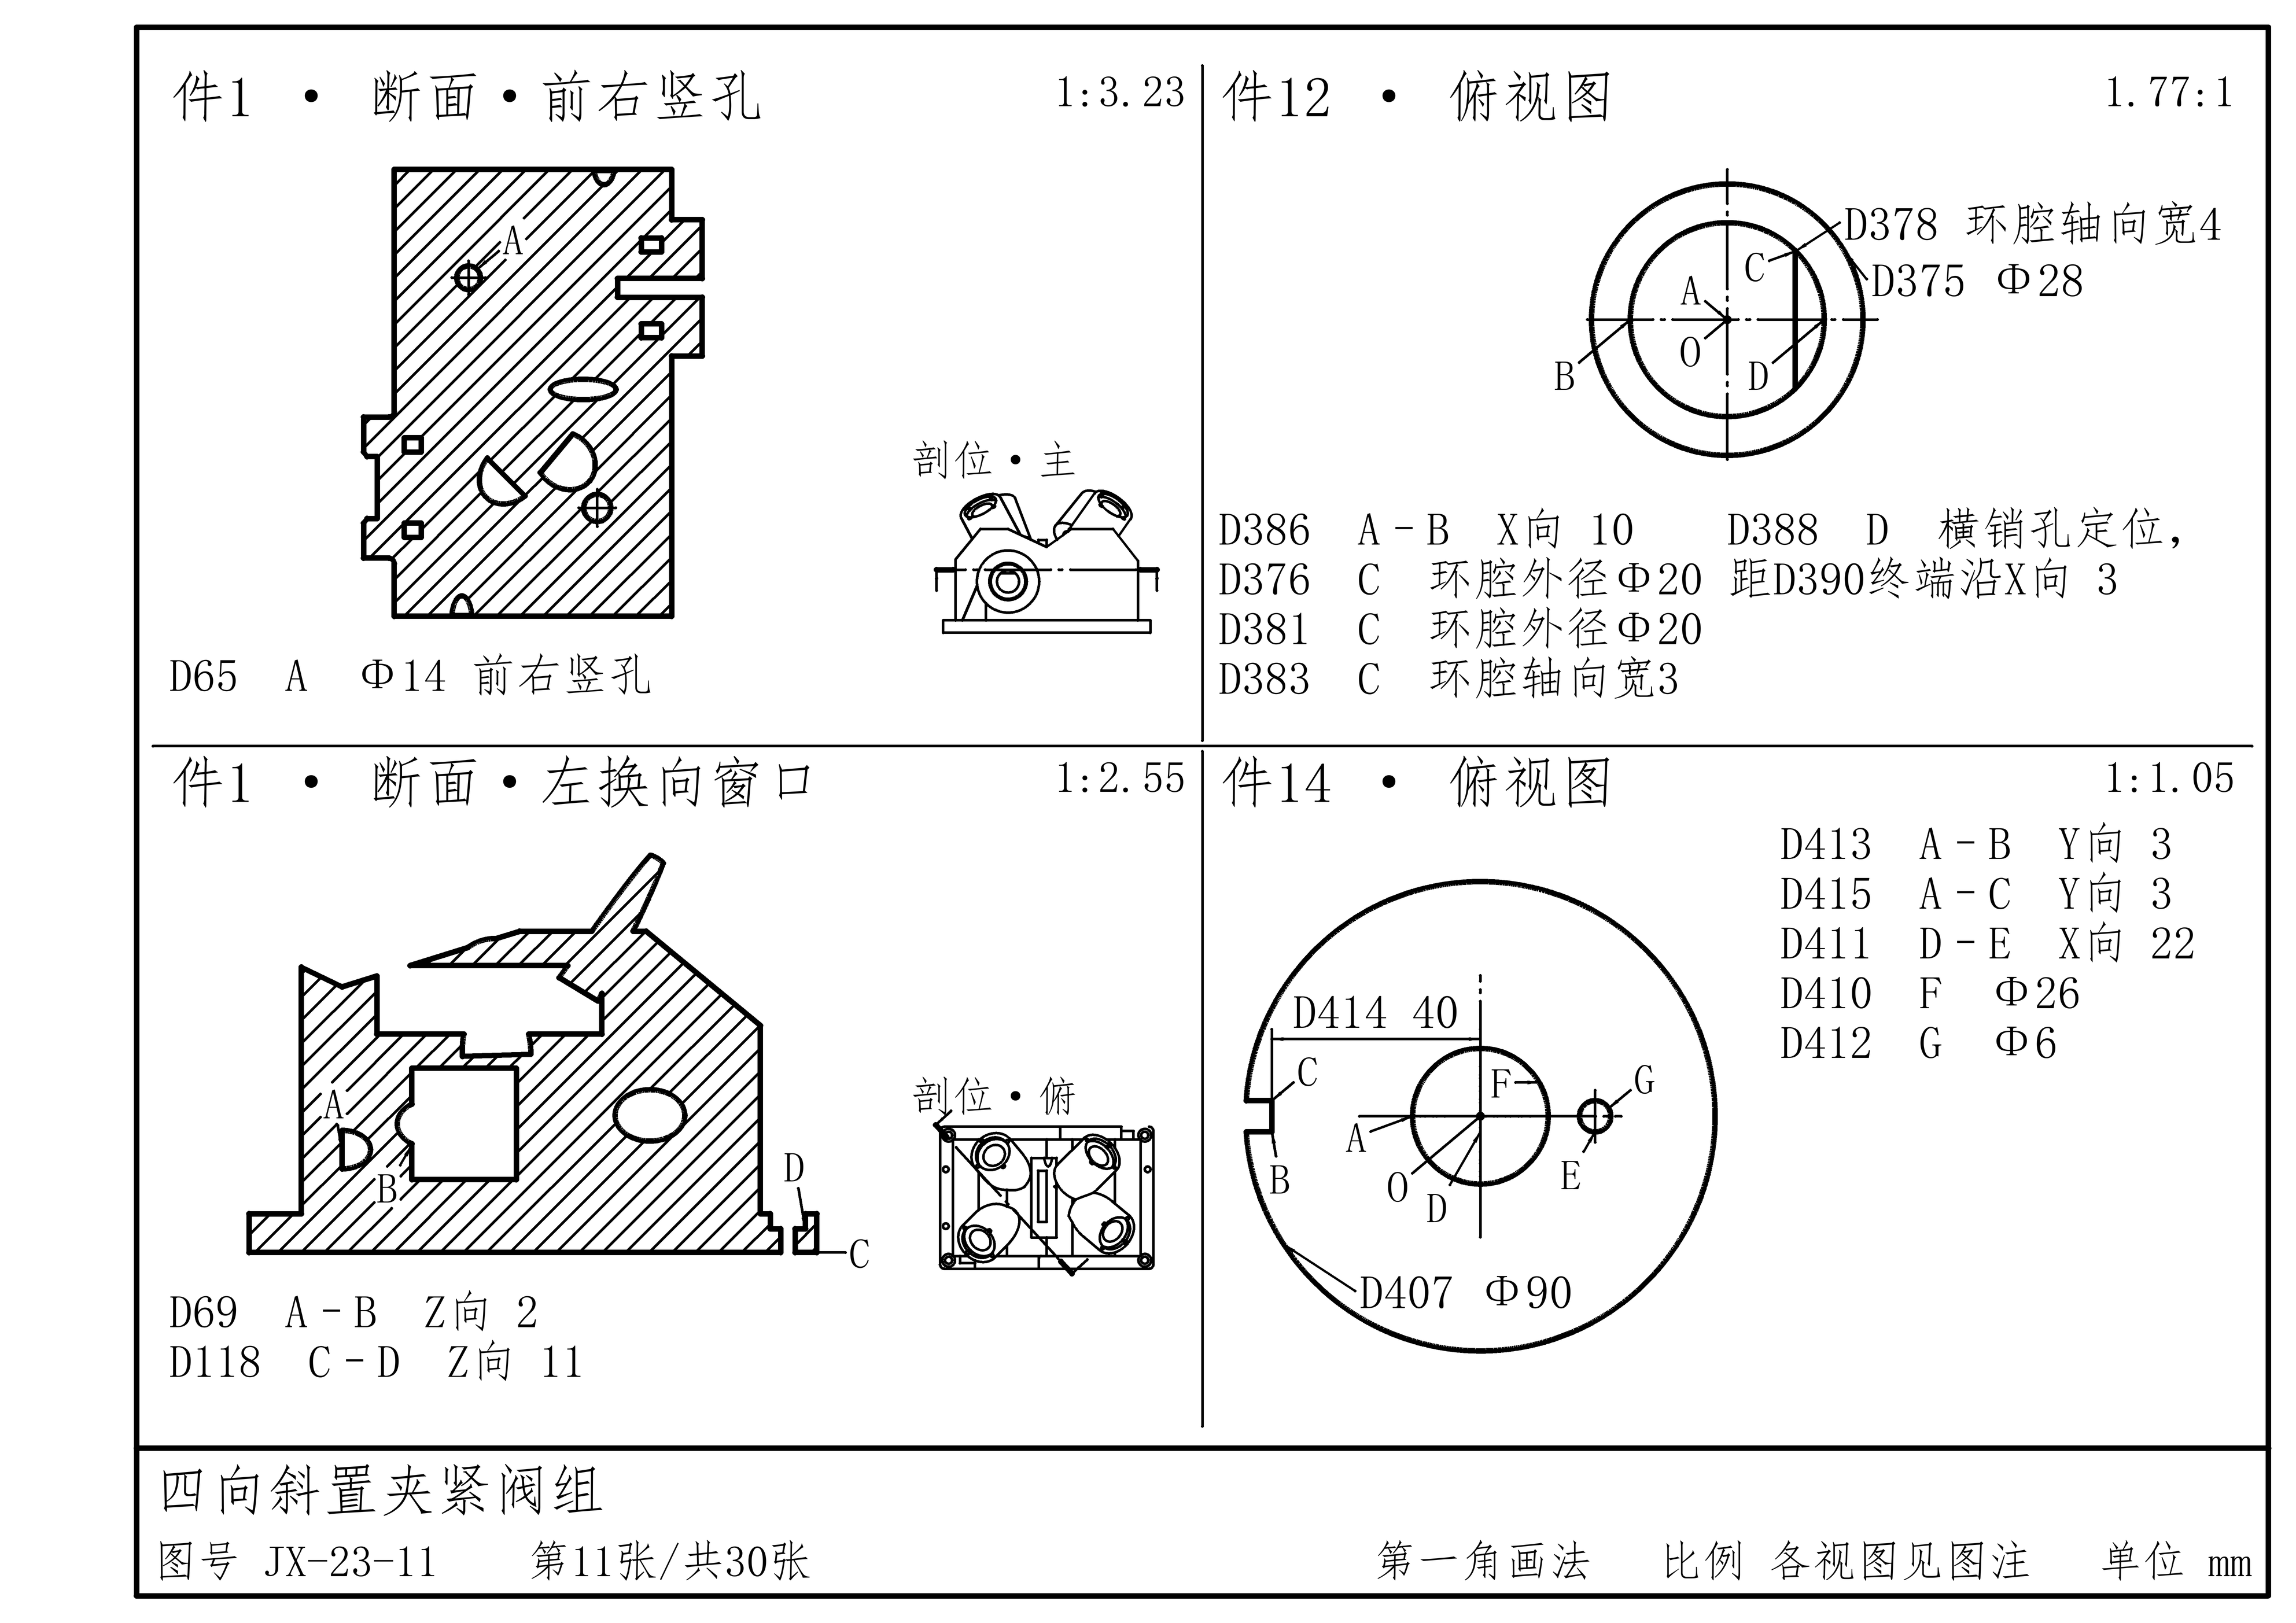 件1 · 断面·前右竖孔 1:3.23
A
剖位·主
D65 A Φ14 前右竖孔
件12 · 俯视图 1.77:1
D378 环腔轴向宽4
C
D375 Φ28
A
O
B
D
D386 A-B X向 10
D376 C 环腔外径Φ20
D381 C 环腔外径Φ20
D383 C 环腔轴向宽3
D388 D 横销孔定位,
距D390终端沿X向 3
件1 · 断面·左换向窗口 1:2.55
A
B
D
C
剖位·俯
D69 A-B Z向 2
D118 C-D Z向 11
件14 · 俯视图 1:1.05
D413 A-B Y向 3
D415 A-C Y向 3
D411 D-E X向 22
D410 F Φ26
D412 G Φ6
D414 40
C
F
G
A
B
O
D
E
D407 Φ90
四向斜置夹紧阀组
图号 JX-23-11 第11张/共30张 第一角画法 比例 各视图见图注 单位 mm